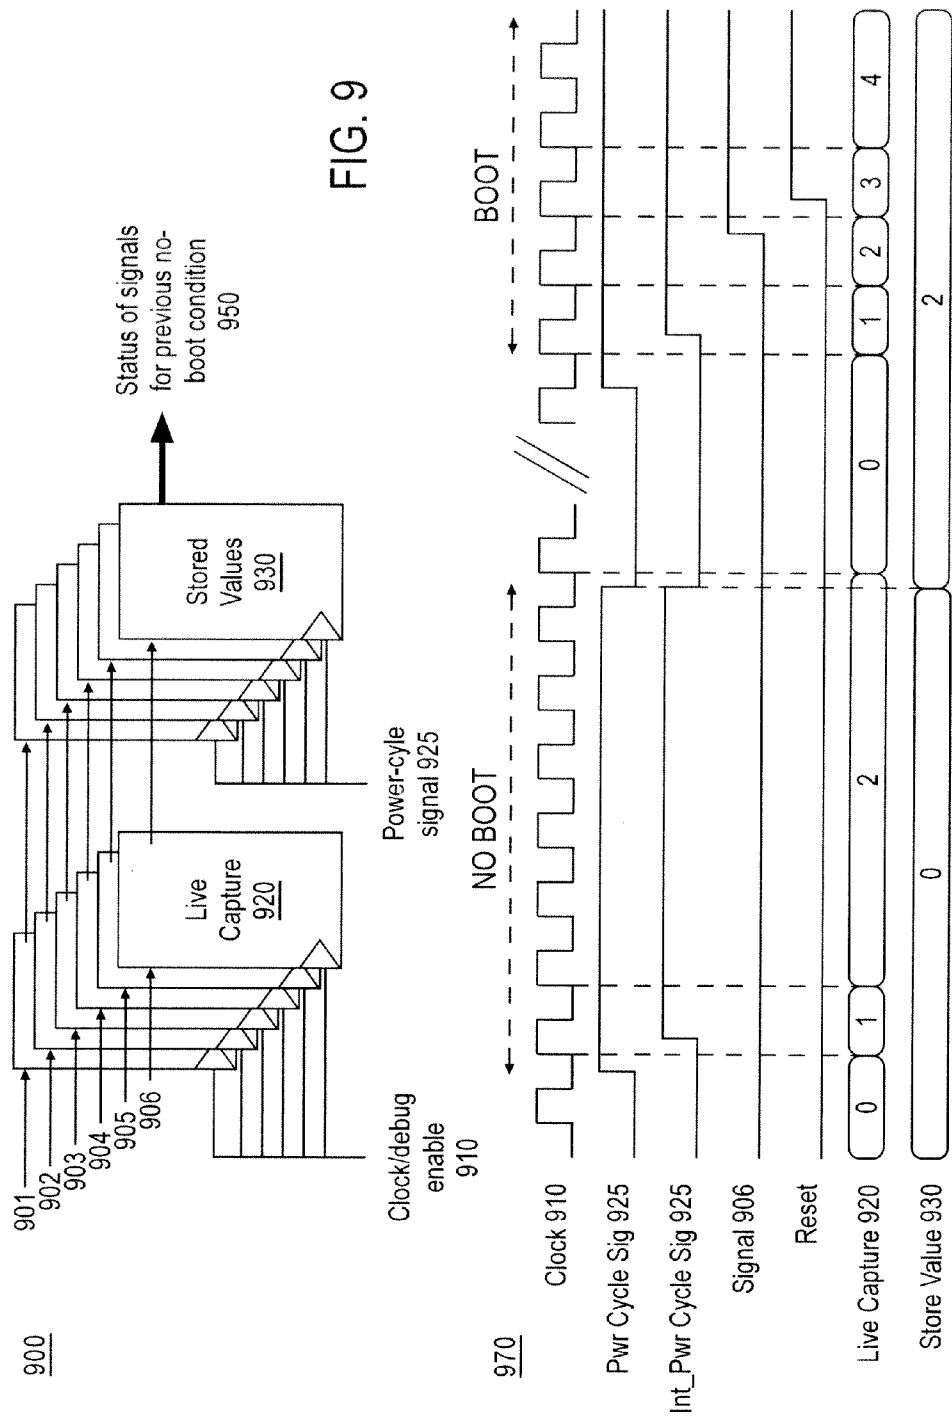 900
901
902
903
904
905
906
Clock/debug
enable
910
Live
Capture
920
Power-cyle
signal 925
Stored
Values
930
Status of signals
for previous no-
boot condition
950
FIG. 9
970
NO BOOT
BOOT
Clock 910
Pwr Cycle Sig 925
Int_Pwr Cycle Sig 925
Signal 906
Reset
Live Capture 920
0
1
2
0
1
2
3
4
Store Value 930
0
2